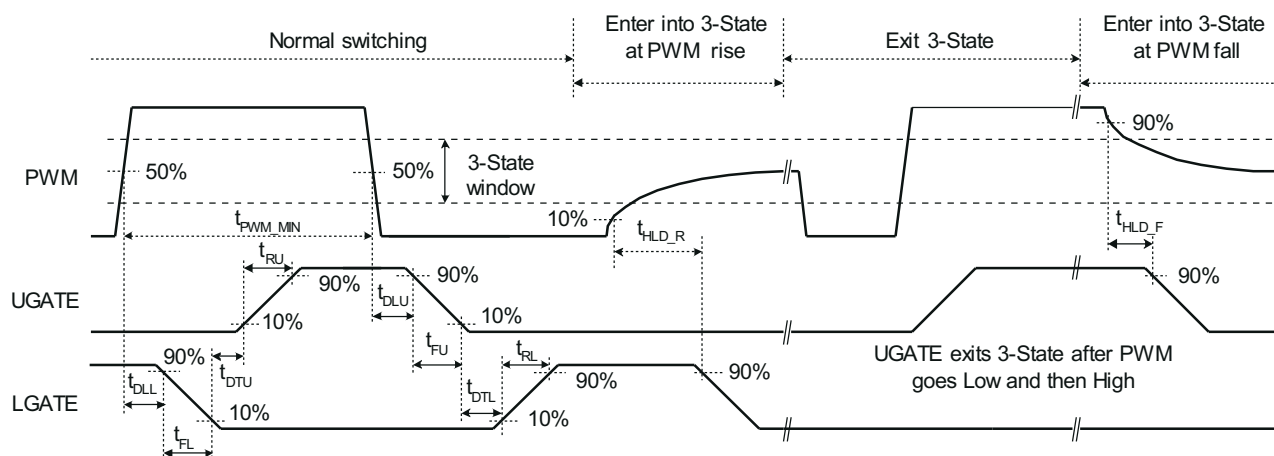 Normal switching
Enter into 3-State
at PWM rise
Exit 3-State
Enter into 3-State
at PWM fall
PWM
50%
50%
3-State
window
90%
10%
tPWM_MIN
tHLD_R
tHLD_F
UGATE
tRU
90%
10%
tDLU
90%
10%
90%
tDTU
tFU
tRL
UGATE exits 3-State after PWM
goes Low and then High
LGATE
90%
tDLL
10%
tFL
tDTL
90%
10%
90%